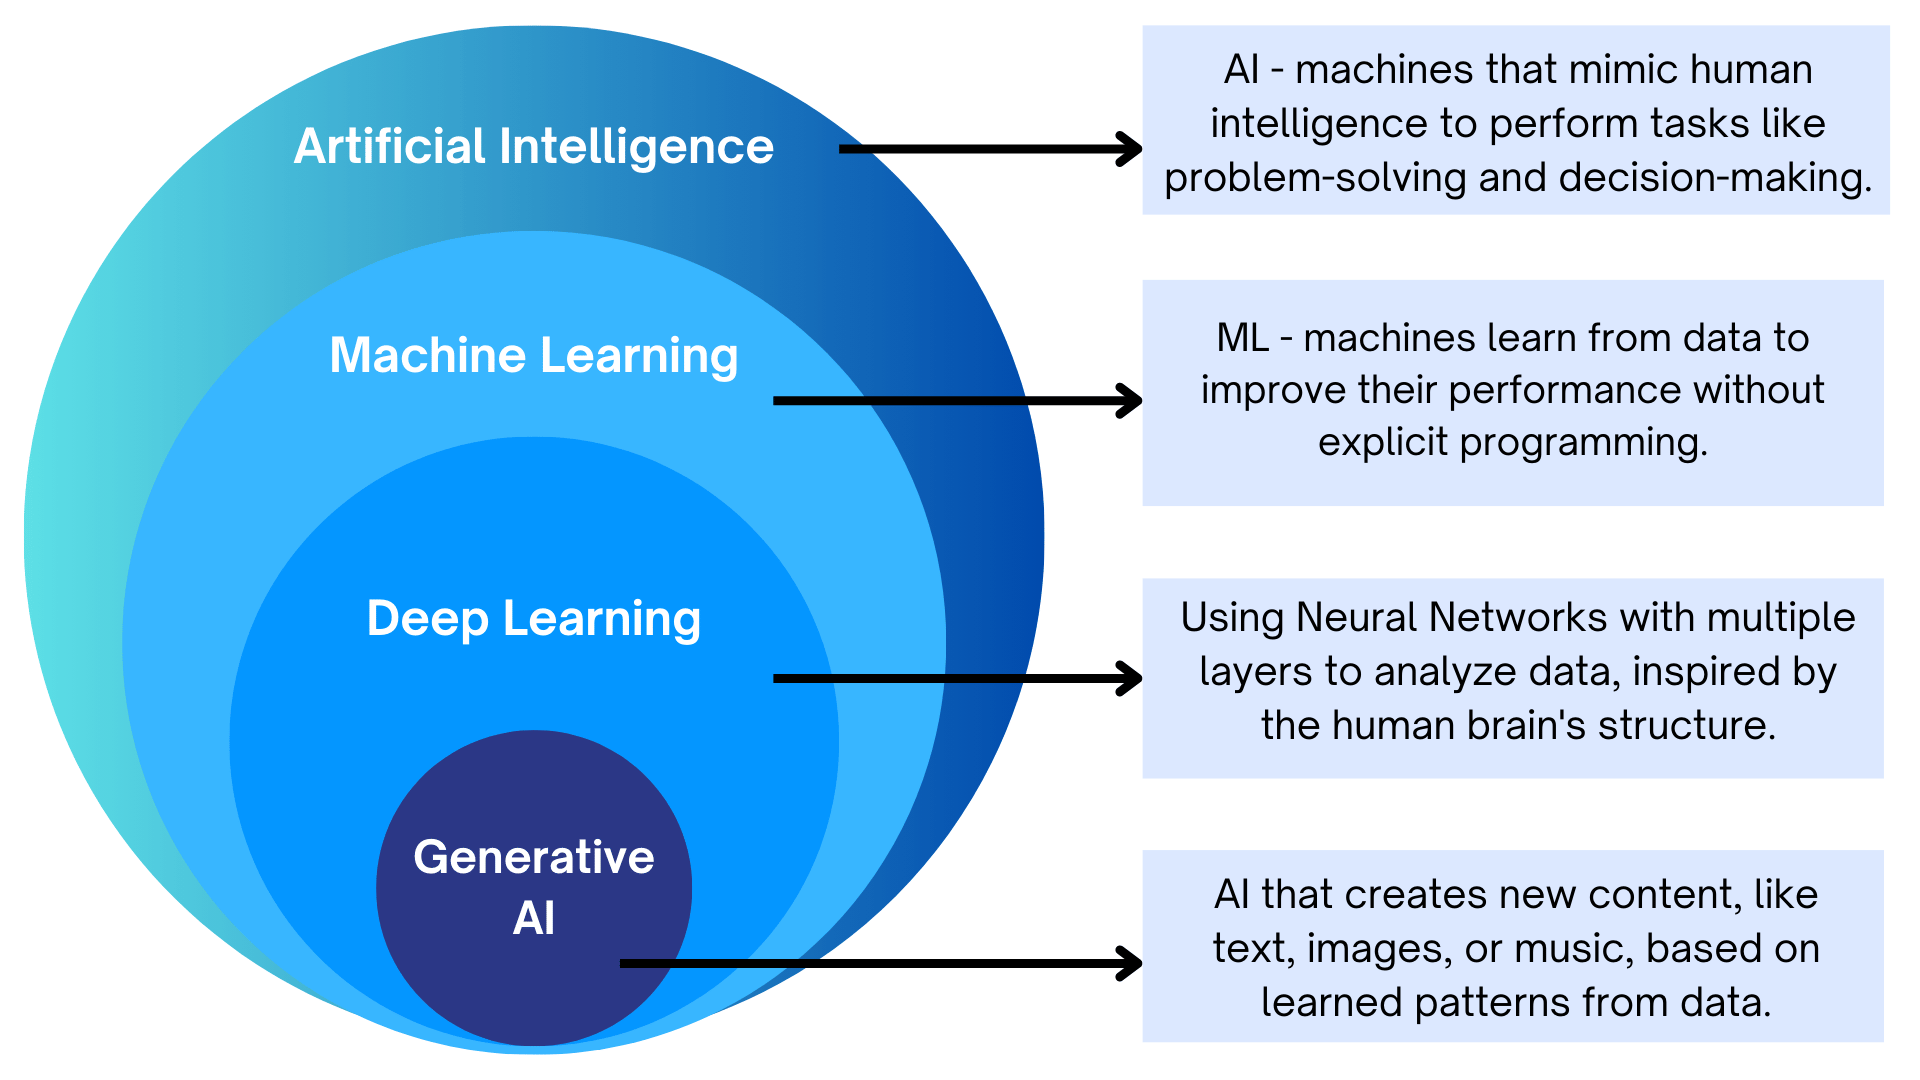 Artificial Intelligence
AI - machines that mimic human
intelligence to perform tasks like
problem-solving and decision-making.
Machine Learning
ML - machines learn from data to
improve their performance without
explicit programming.
Deep Learning
Using Neural Networks with multiple
layers to analyze data, inspired by
the human brain's structure.
Generative
AI
AI that creates new content, like
text, images, or music, based on
learned patterns from data.